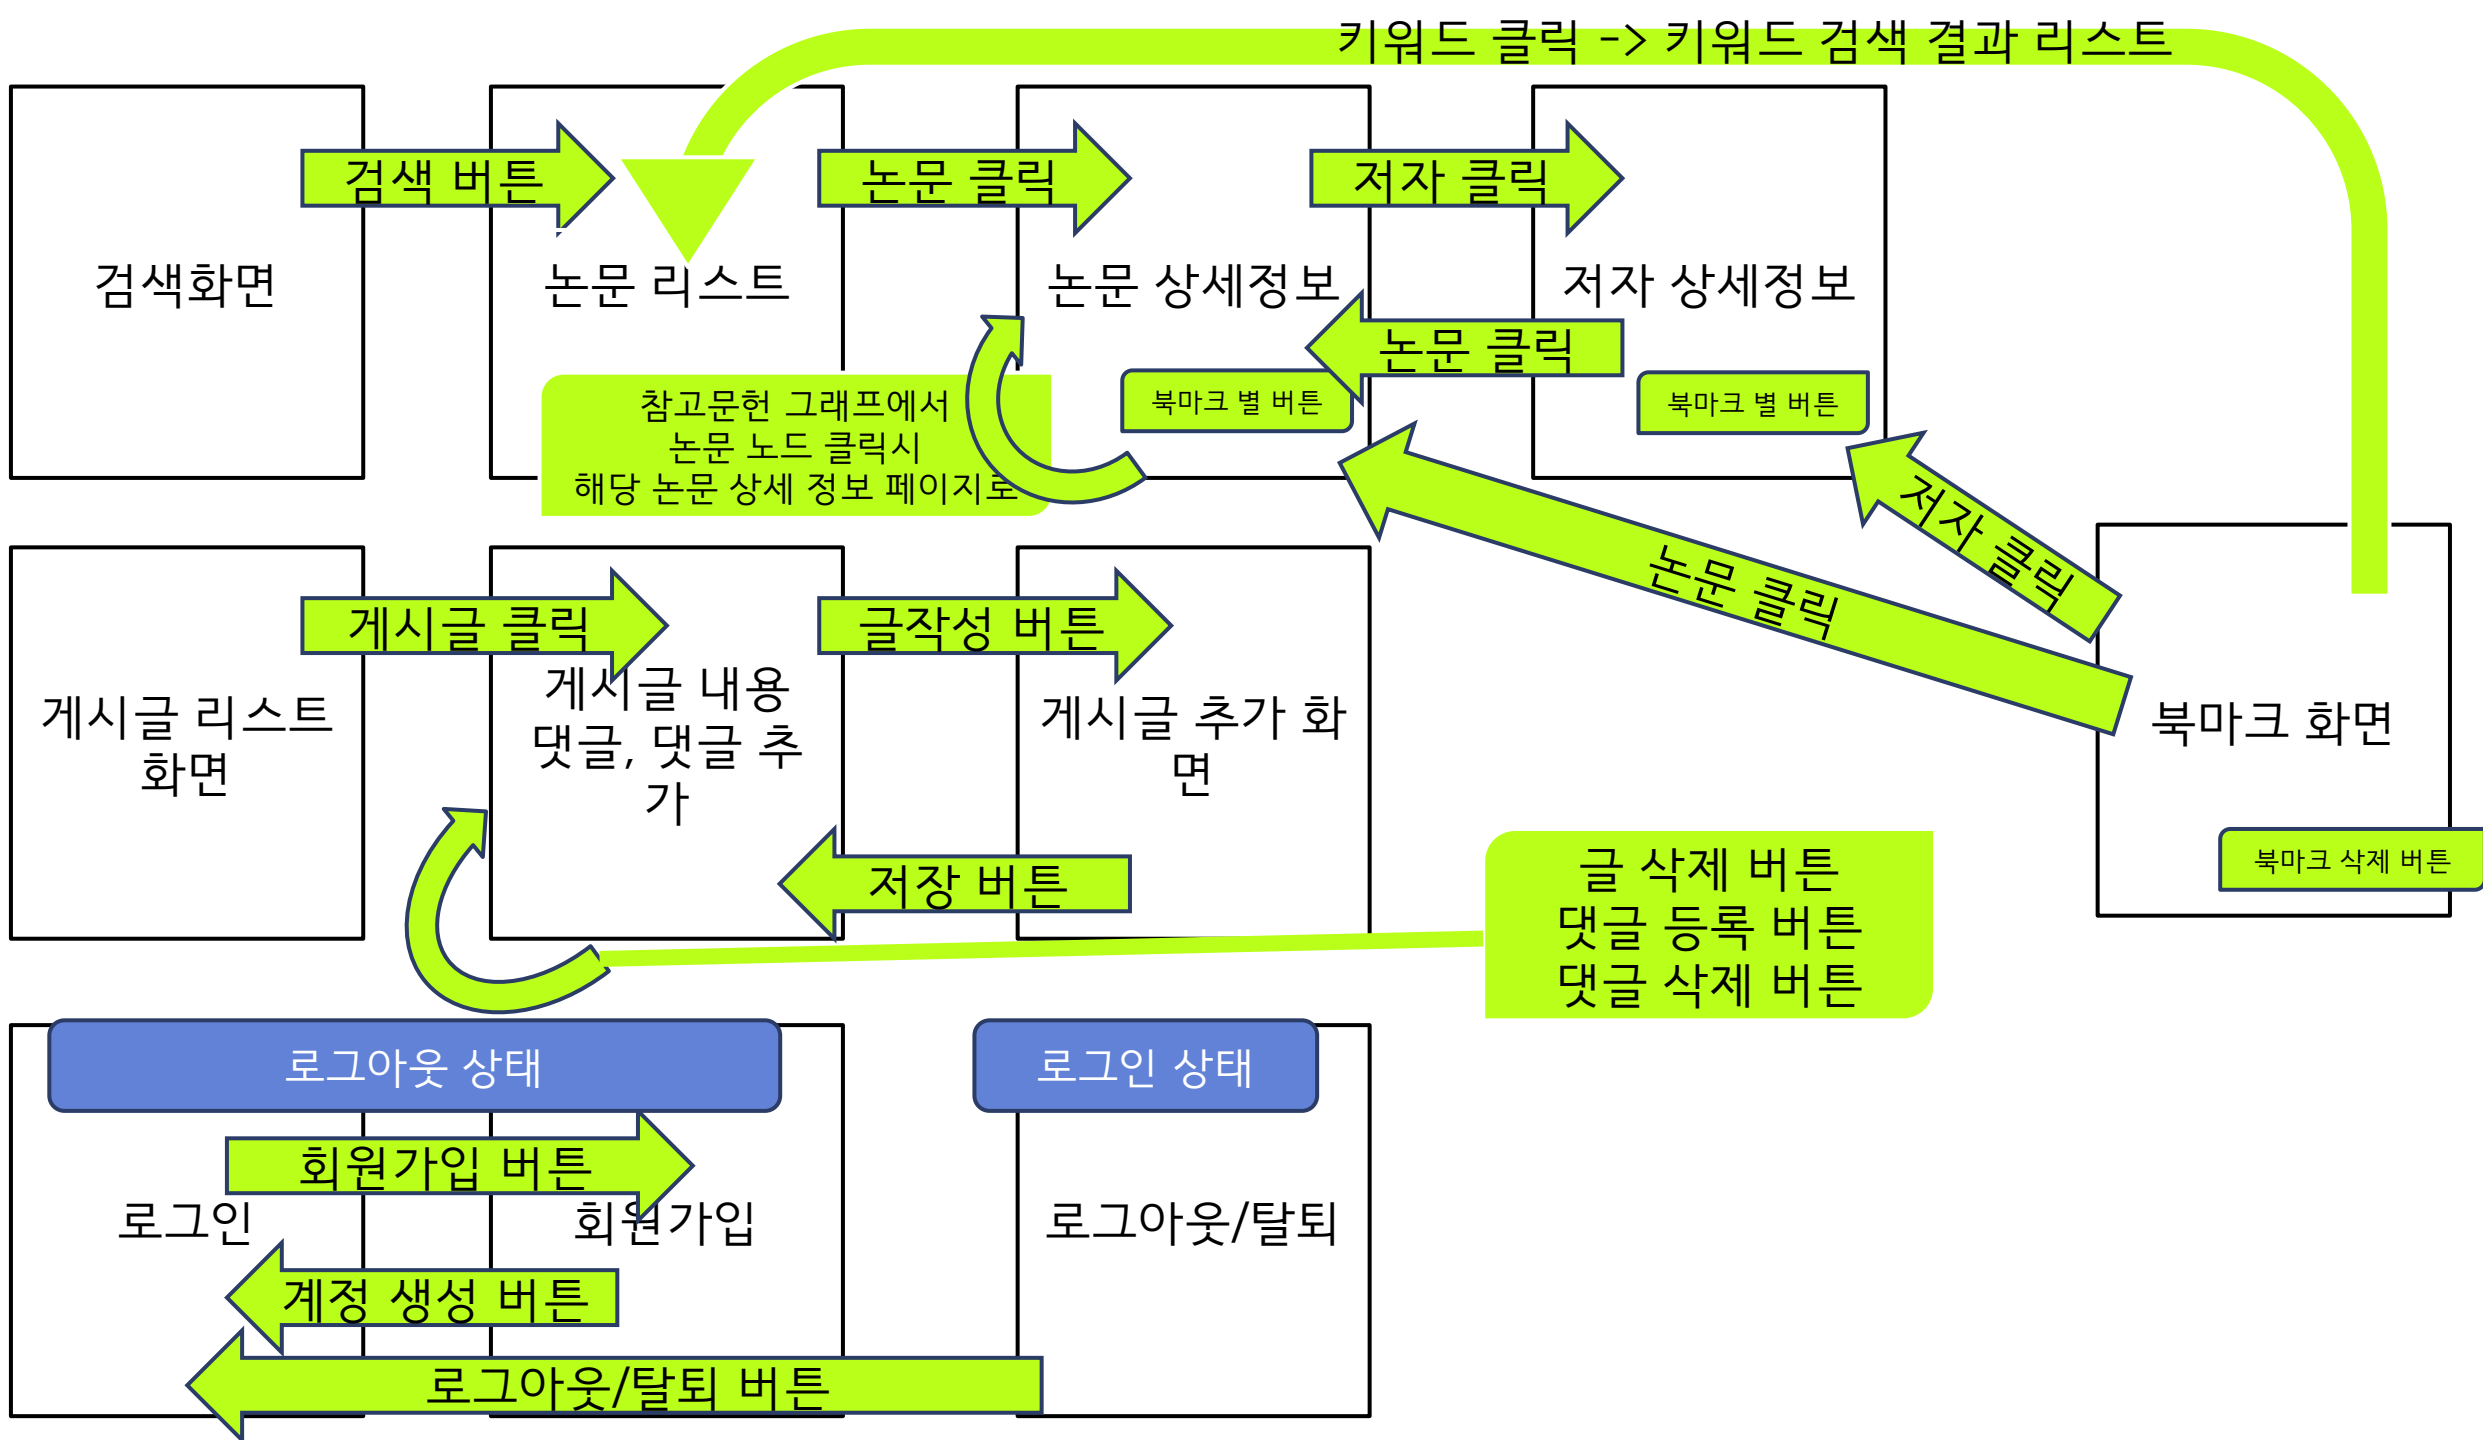 키워드 클릭 -> 키워드 검색 결과 리스트
검색 버튼
논문 클릭
저자 클릭
검색화면
논문 리스트
논문 상세정보
저자 상세정보
논문 클릭
북마크 별 버튼
북마크 별 버튼
참고문헌 그래프에서
논문 노드 클릭시
해당 논문 상세 정보 페이지로
저자 클릭
논문 클릭
게시글 클릭
글작성 버튼
게시글 리스트
화면
게시글 내용
댓글, 댓글 추
가
게시글 추가 화
면
북마크 화면
저장 버튼
글 삭제 버튼
댓글 등록 버튼
댓글 삭제 버튼
북마크 삭제 버튼
로그아웃 상태
로그인 상태
회원가입 버튼
로그인
회원가입
로그아웃/탈퇴
계정 생성 버튼
로그아웃/탈퇴 버튼